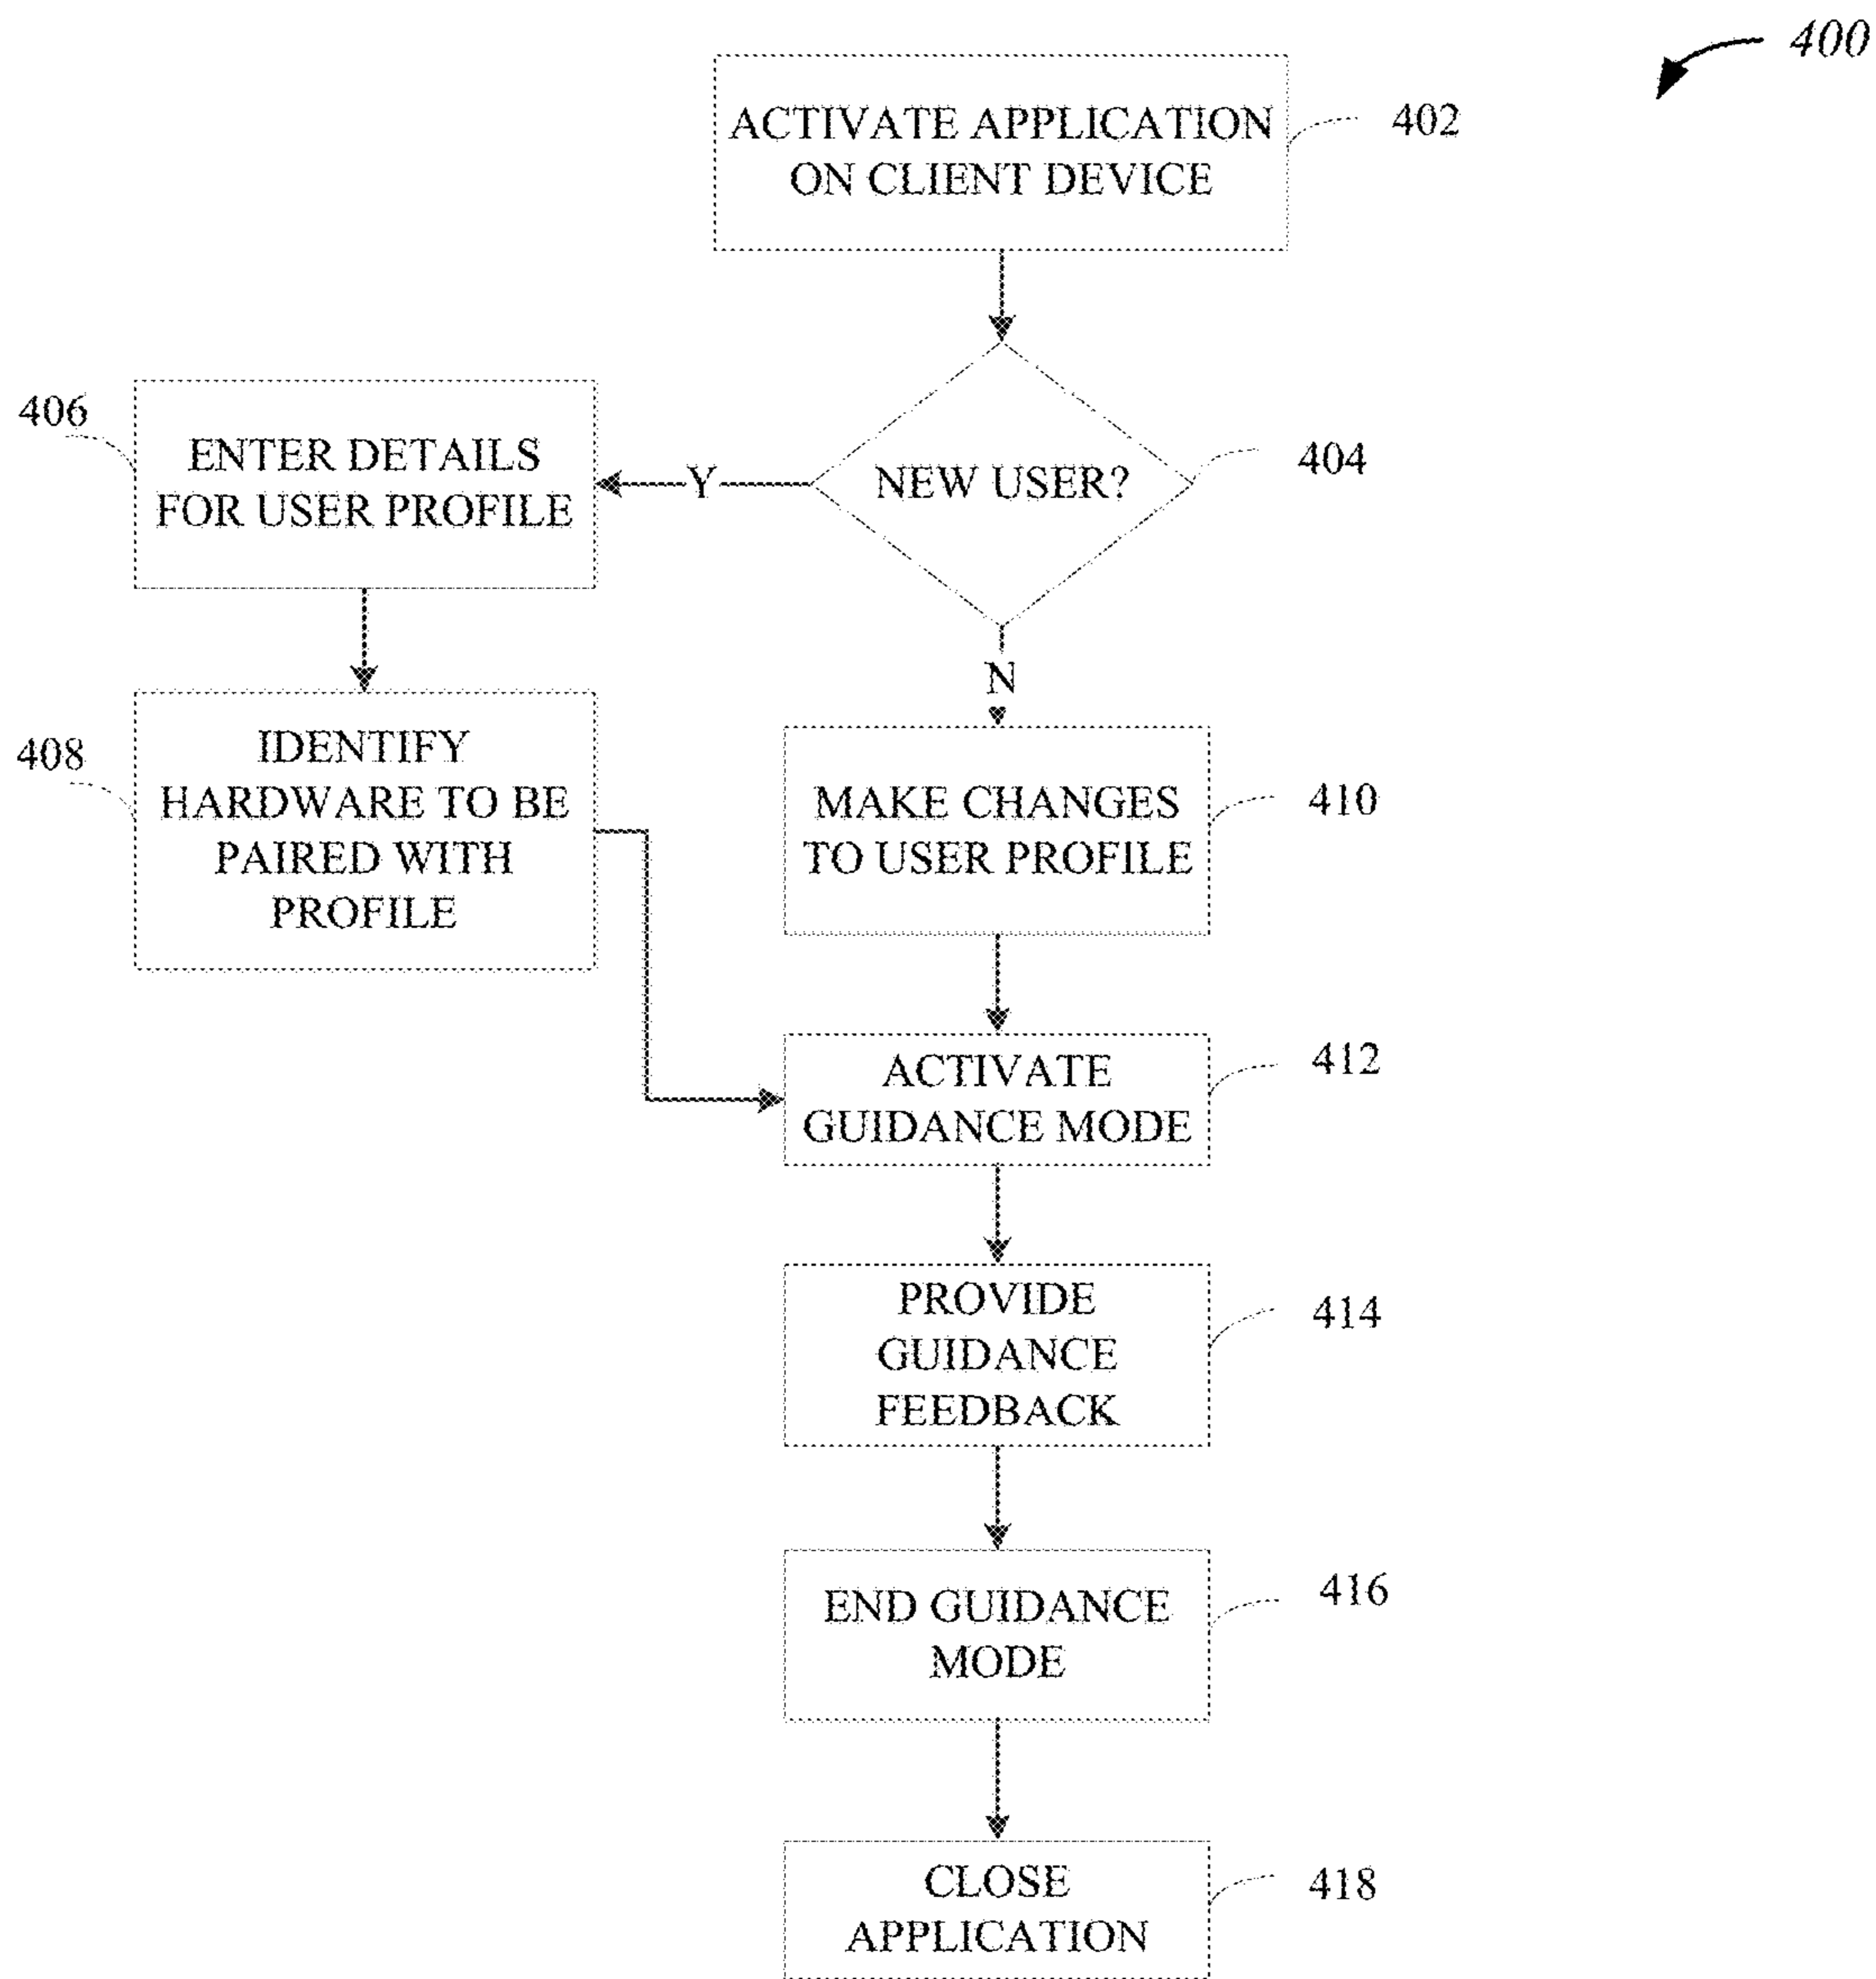 400
ACTIVATE APPLICATION
ON CLIENT DEVICE
402
NEW USER?
404
Y
N
406
ENTER DETAILS
FOR USER PROFILE
408
IDENTIFY
HARDWARE TO BE
PAIRED WITH
PROFILE
MAKE CHANGES
TO USER PROFILE
410
ACTIVATE
GUIDANCE MODE
412
PROVIDE
GUIDANCE
FEEDBACK
414
END GUIDANCE
MODE
416
CLOSE
APPLICATION
418